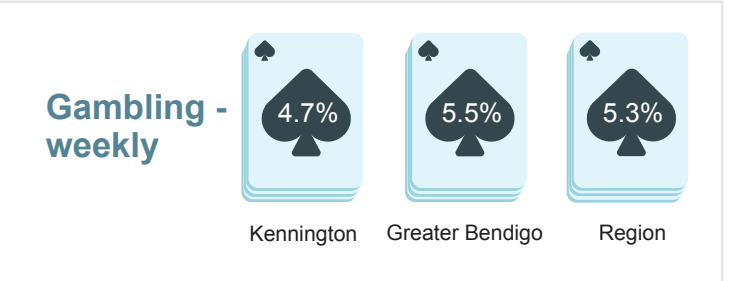 Gambling -
weekly
4.7%
5.5%
5.3%
Kennington
Greater Bendigo
Region